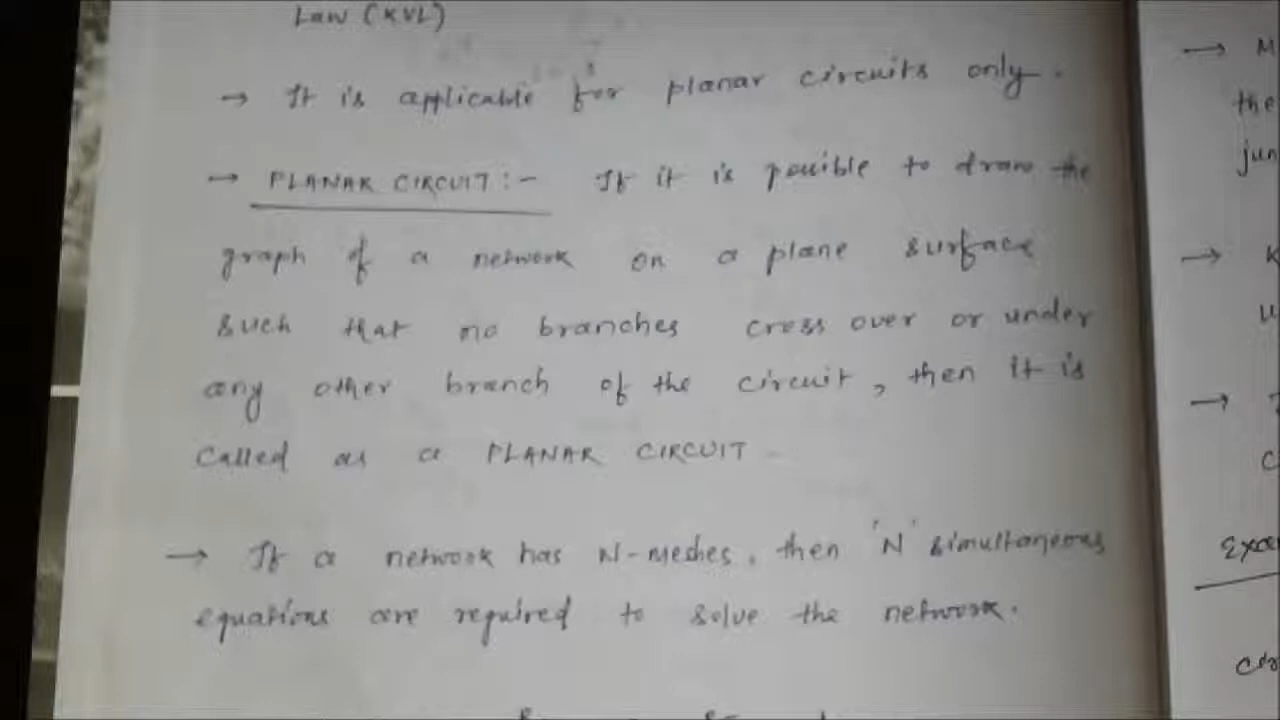 Law (KVL)
→ It is applicable for planar circuits only.
→ PLANAR CIRCUIT :- If it is possible to draw the
graph of a network on a plane surface
such that no branches cross over or under
any other branch of the circuit, then it is
called as a PLANAR CIRCUIT
→ If a network has N-meshes, then 'N' simultaneous
equations are required to solve the network.
→ M
the
jun
→ K
→
C
Exa